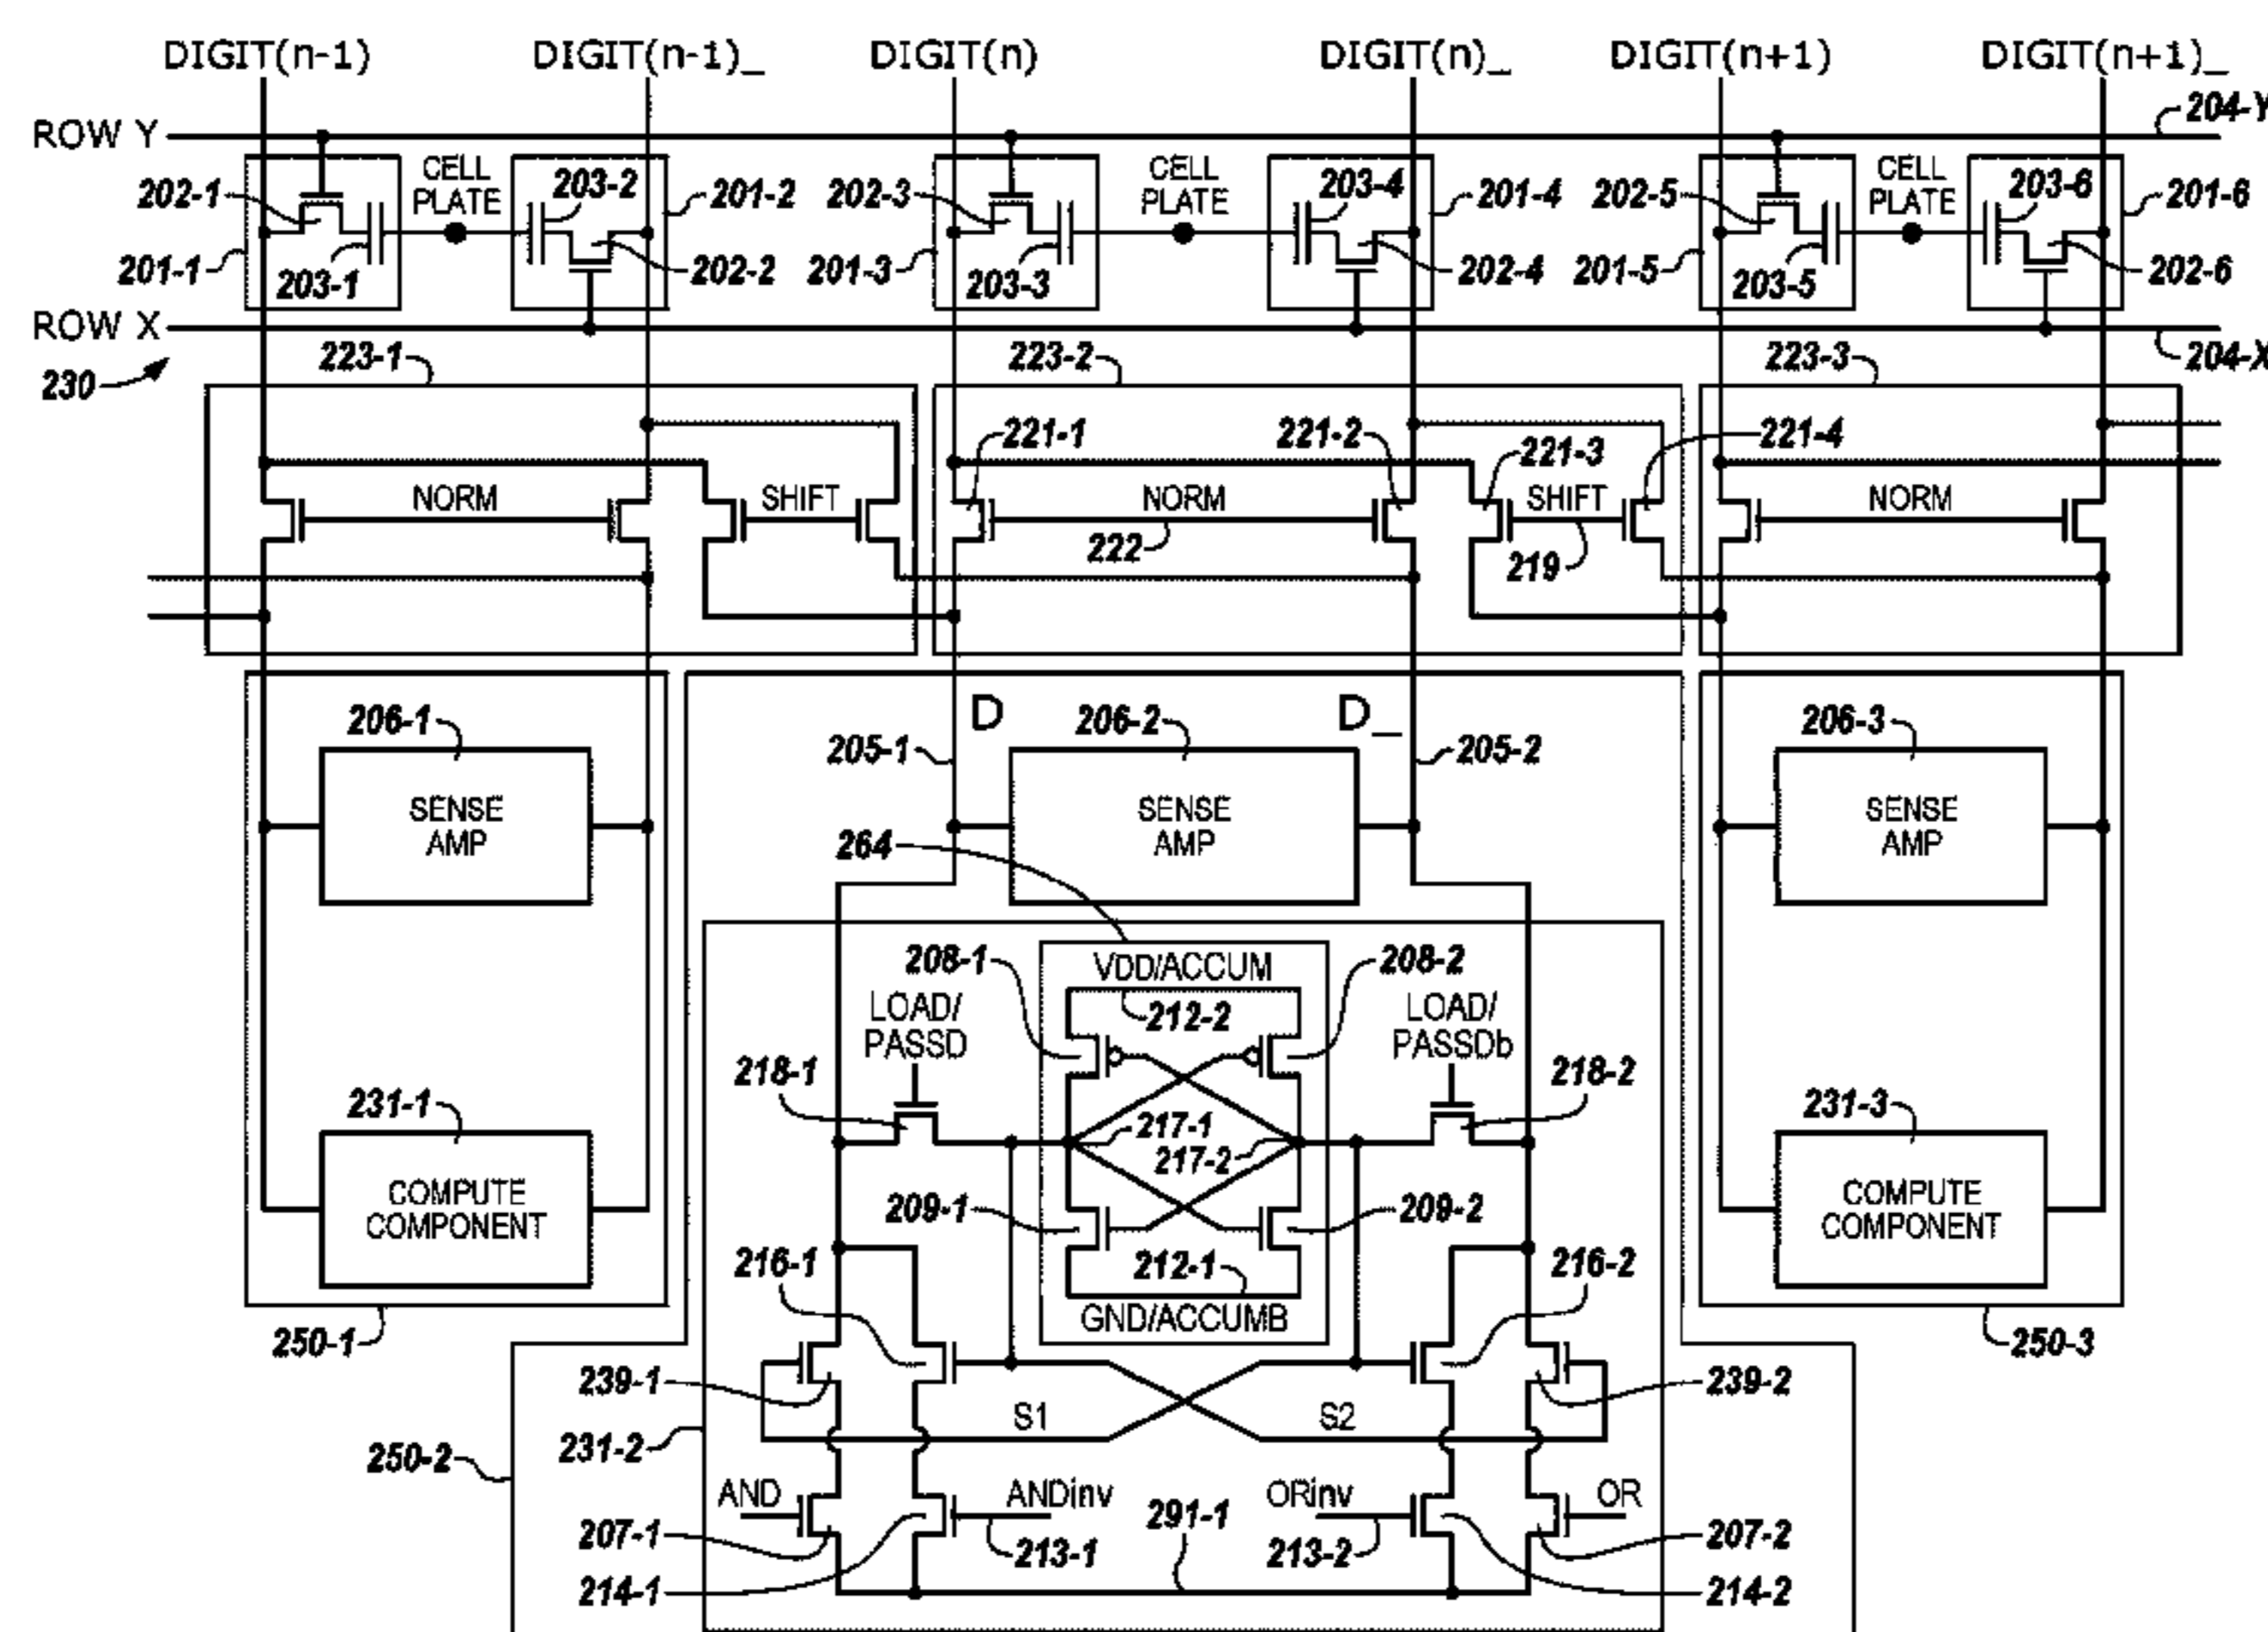 DIGIT(n-1) DIGIT(n-1)_ DIGIT(n) DIGIT(n)_ DIGIT(n+1) DIGIT(n+1)_
204-Y
ROW Y
202-1 CELL PLATE 203-2 201-2 202-3 CELL PLATE 203-4 201-4 202-5 CELL PLATE 203-6 201-6
201-1 203-1 202-2 201-3 203-3 202-4 201-5 203-5 202-6
ROW X
204-X
230 223-1 223-2 223-3
221-1 221-2 221-3 221-4
NORM SHIFT NORM SHIFT NORM
222 219
D D_
206-1 205-1 206-2 205-2 206-3
SENSE AMP SENSE AMP SENSE AMP
264
208-1 VDD/ACCUM 208-2
LOAD/ PASSD 212-2 LOAD/ PASSDb
218-1 218-2
231-1 217-1 231-3
217-2
COMPUTE COMPONENT 209-1 209-2 COMPUTE COMPONENT
216-1 212-1 216-2
GND/ACCUMB
250-1 250-3
239-1 239-2
S1 S2
250-2 231-2
AND ANDinv ORinv OR
291-1
207-1 213-1 213-2 207-2
214-1 214-2